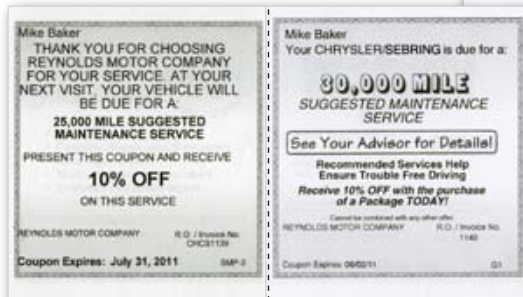 Mike Baker
THANK YOU FOR CHOOSING
REYNOLDS MOTOR COMPANY
FOR YOUR SERVICE. AT YOUR
NEXT VISIT, YOUR VEHICLE WILL
BE DUE FOR A:
25,000 MILE SUGGESTED
MAINTENANCE SERVICE
PRESENT THIS COUPON AND RECEIVE
10% OFF
ON THIS SERVICE
REYNOLDS MOTOR COMPANY
R.O. / Invoice No.
CHCS1139
Coupon Expires: July 31, 2011
SMP-3
Mike Baker
Your CHRYSLER/SEBRING is due for a:
30,000 MILE
SUGGESTED MAINTENANCE
SERVICE
See Your Advisor for Details!
Recommended Services Help
Ensure Trouble Free Driving
Receive 10% OFF with the purchase
of a Package TODAY!
Cannot be combined with any other offer.
REYNOLDS MOTOR COMPANY
R.O. / Invoice No.
1140
Coupon Expires: 06/02/11
G1